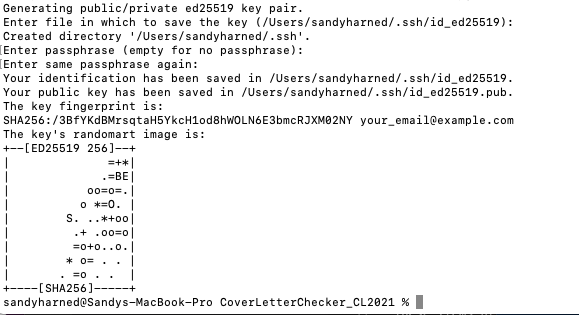 Generating public/private ed25519 key pair.
Enter file in which to save the key (/Users/sandyharned/.ssh/id_ed25519):
Created directory '/Users/sandyharned/.ssh'.
[Enter passphrase (empty for no passphrase):
[Enter same passphrase again:
Your identification has been saved in /Users/sandyharned/.ssh/id_ed25519.
Your public key has been saved in /Users/sandyharned/.ssh/id_ed25519.pub.
The key fingerprint is:
SHA256:/3BfYKdBMrsqtaH5YkcH1od8hWOLN6E3bmcRJXM02NY your_email@example.com
The key's randomart image is:
+--[ED25519 256]--+
|              =+*|
|             .=BE|
|           oo=o=.|
|          o *=O. |
|        S. ..*+oo|
|         .+ .oo=o|
|         =o+o..o.|
|        * o= . . |
|       . =o . .  |
+----[SHA256]-----+
sandyharned@Sandys-MacBook-Pro CoverLetterChecker_CL2021 %